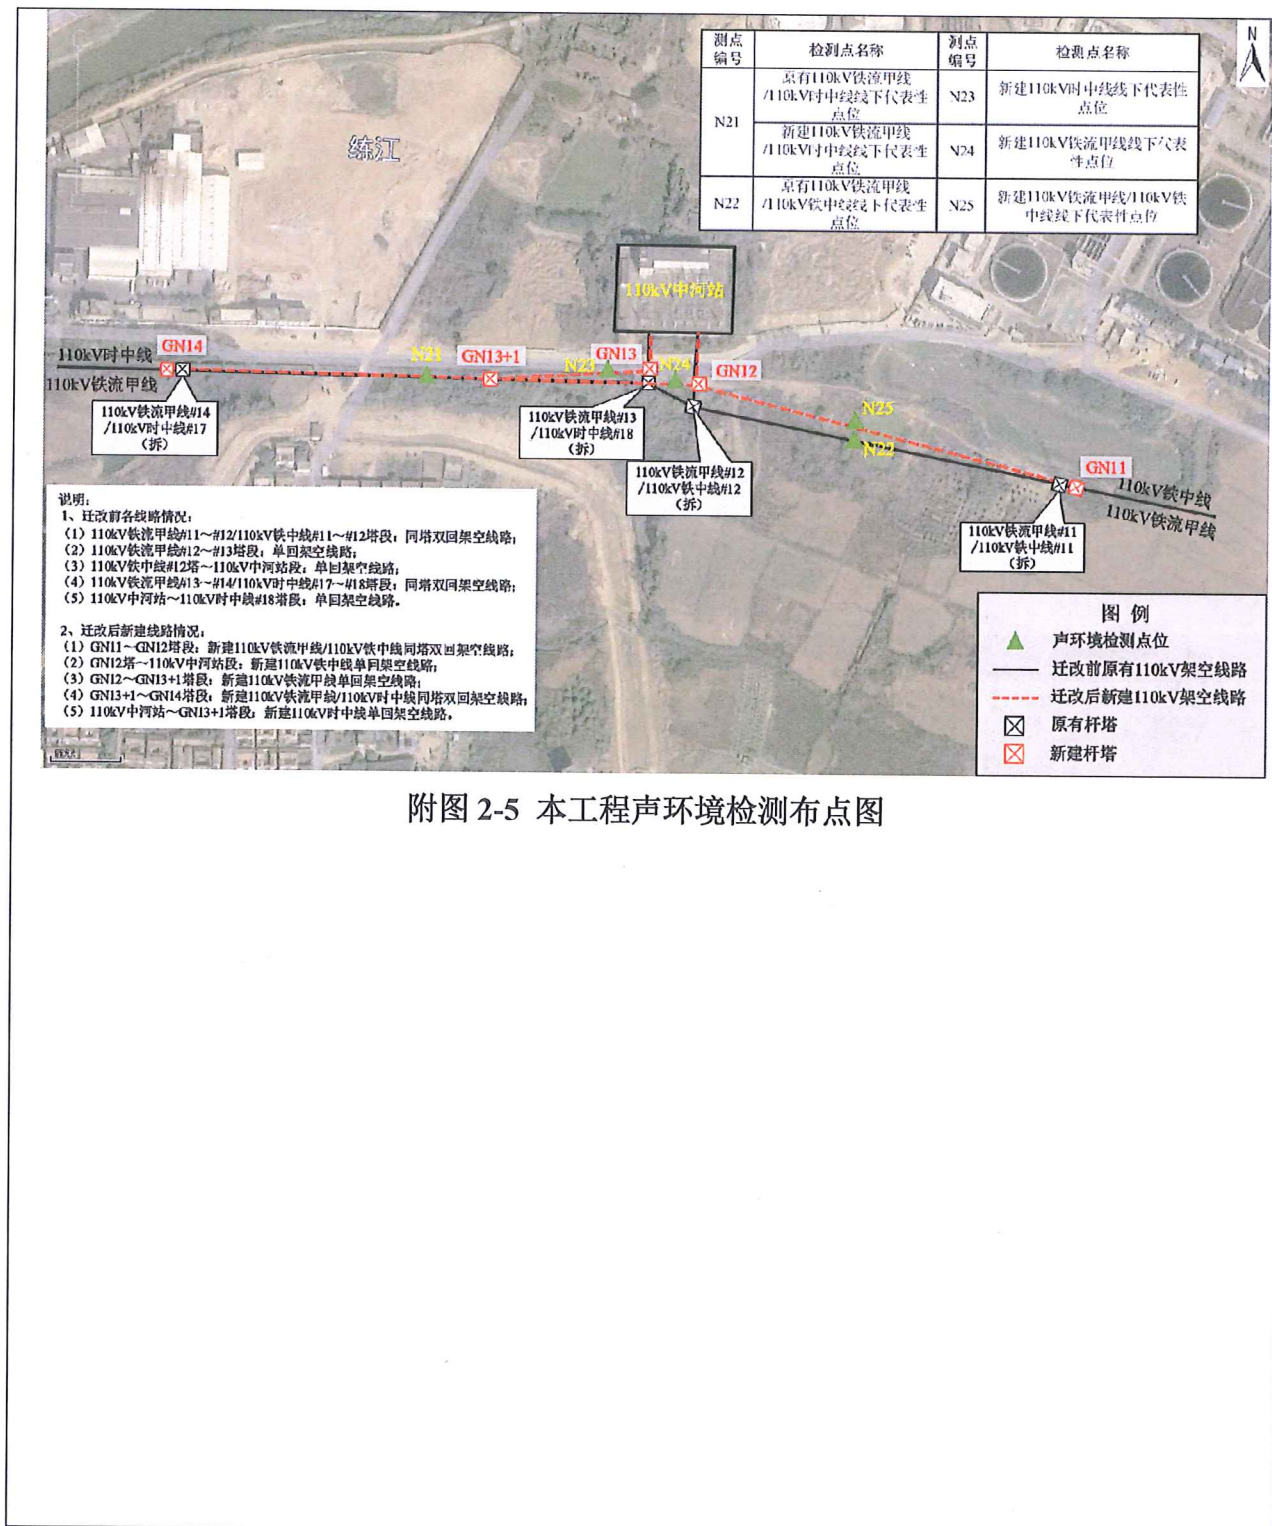 N
测点编号
检测点名称
测点编号
检测点名称
N21
原有110kV铁流甲线
/110kV时中线线下代表性
点位
N23
新建110kV时中线线下代表性
点位
新建110kV铁流甲线
/110kV时中线线下代表性
点位
N24
新建110kV铁流甲线线下代表
性点位
N22
原有110kV铁流甲线
/110kV铁中线线下代表性
点位
N25
新建110kV铁流甲线/110kV铁
中线线下代表性点位
练江
110kV中河站
110kV时中线
110kV铁流甲线
GN14
N21
GN13+1
N23
GN13
N24
GN12
N25
N22
GN11
110kV铁中线
110kV铁流甲线
110kV铁流甲线#14
/110kV时中线#17
(拆)
110kV铁流甲线#13
/110kV时中线#18
(拆)
110kV铁流甲线#12
/110kV铁中线#12
(拆)
110kV铁流甲线#11
/110kV铁中线#11
(拆)
说明:
1、迁改前各线路情况:
(1)110kV铁流甲线#11~#12/110kV铁中线#11~#12塔段:同塔双回架空线路;
(2)110kV铁流甲线#12~#13塔段:单回架空线路;
(3)110kV铁中线#12塔~110kV中河站段:单回架空线路;
(4)110kV铁流甲线#13~#14/110kV时中线#17~#18塔段:同塔双回架空线路;
(5)110kV中河站~110kV时中线#18塔段:单回架空线路。
2、迁改后新建线路情况:
(1)GN11~GN12塔段:新建110kV铁流甲线/110kV铁中线同塔双回架空线路;
(2)GN12塔~110kV中河站段:新建110kV铁中线单回架空线路;
(3)GN12~GN13+1塔段:新建110kV铁流甲线单回架空线路;
(4)GN13+1~GN14塔段:新建110kV铁流甲线/110kV时中线同塔双回架空线路;
(5)110kV中河站~GN13+1塔段:新建110kV时中线单回架空线路。
图 例
声环境检测点位
迁改前原有110kV架空线路
迁改后新建110kV架空线路
原有杆塔
新建杆塔
附图 2-5 本工程声环境检测布点图